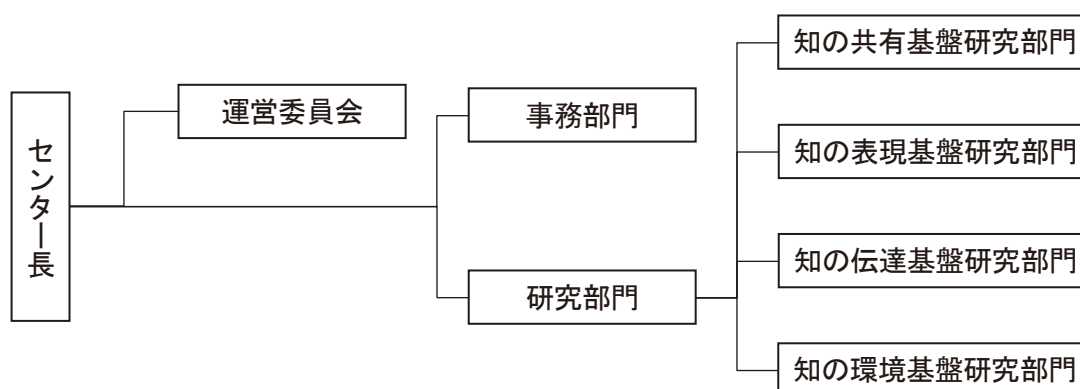 センター長
運営委員会
事務部門
研究部門
知の共有基盤研究部門
知の表現基盤研究部門
知の伝達基盤研究部門
知の環境基盤研究部門